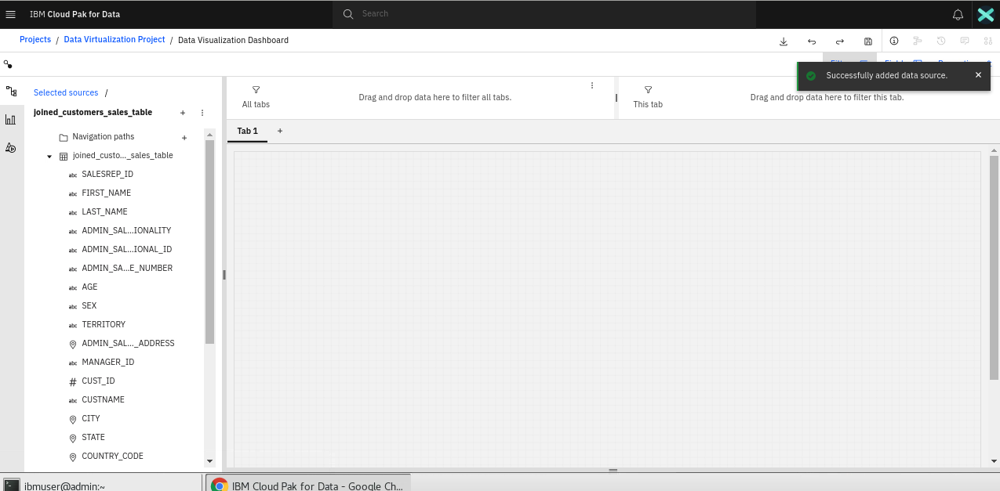 IBM Cloud Pak for Data
Search
Projects / Data Virtualization Project / Data Visualization Dashboard
Successfully added data source.
Selected sources /
joined_customers_sales_table
Navigation paths
joined_custo..._sales_table
abc SALESREP_ID
abc FIRST_NAME
abc LAST_NAME
abc ADMIN_SAL...IONALITY
abc ADMIN_SAL...IONAL_ID
abc ADMIN_SA...E_NUMBER
abc AGE
abc SEX
abc TERRITORY
ADMIN_SAL..._ADDRESS
abc MANAGER_ID
# CUST_ID
abc CUSTNAME
CITY
STATE
COUNTRY_CODE
All tabs
Drag and drop data here to filter all tabs.
This tab
Drag and drop data here to filter this tab.
Tab 1 +
ibmuser@admin:~
IBM Cloud Pak for Data - Google Ch...